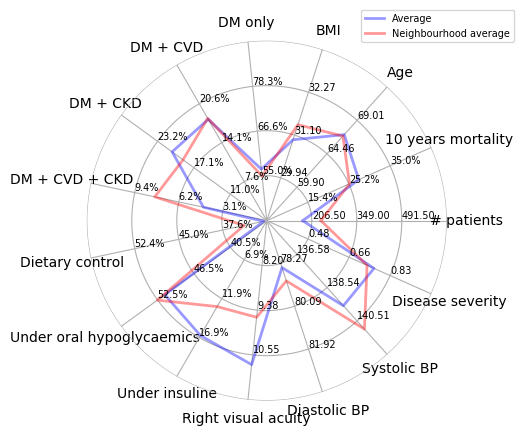 Average
Neighbourhood average
DM only
BMI
DM + CVD
Age
DM + CKD
10 years mortality
DM + CVD + CKD
# patients
Dietary control
Disease severity
Under oral hypoglycaemics
Systolic BP
Under insuline
Diastolic BP
Right visual acuity
78.3%
66.6%
55.0%
32.27
31.10
29.94
69.01
64.46
59.90
35.0%
25.2%
15.4%
206.50
349.00
491.50
0.48
0.66
0.83
136.58
138.54
140.51
78.27
80.09
81.92
8.20
9.38
10.55
6.9%
11.9%
16.9%
40.5%
46.5%
52.5%
37.6%
45.0%
52.4%
3.1%
6.2%
9.4%
11.0%
17.1%
23.2%
7.6%
14.1%
20.6%